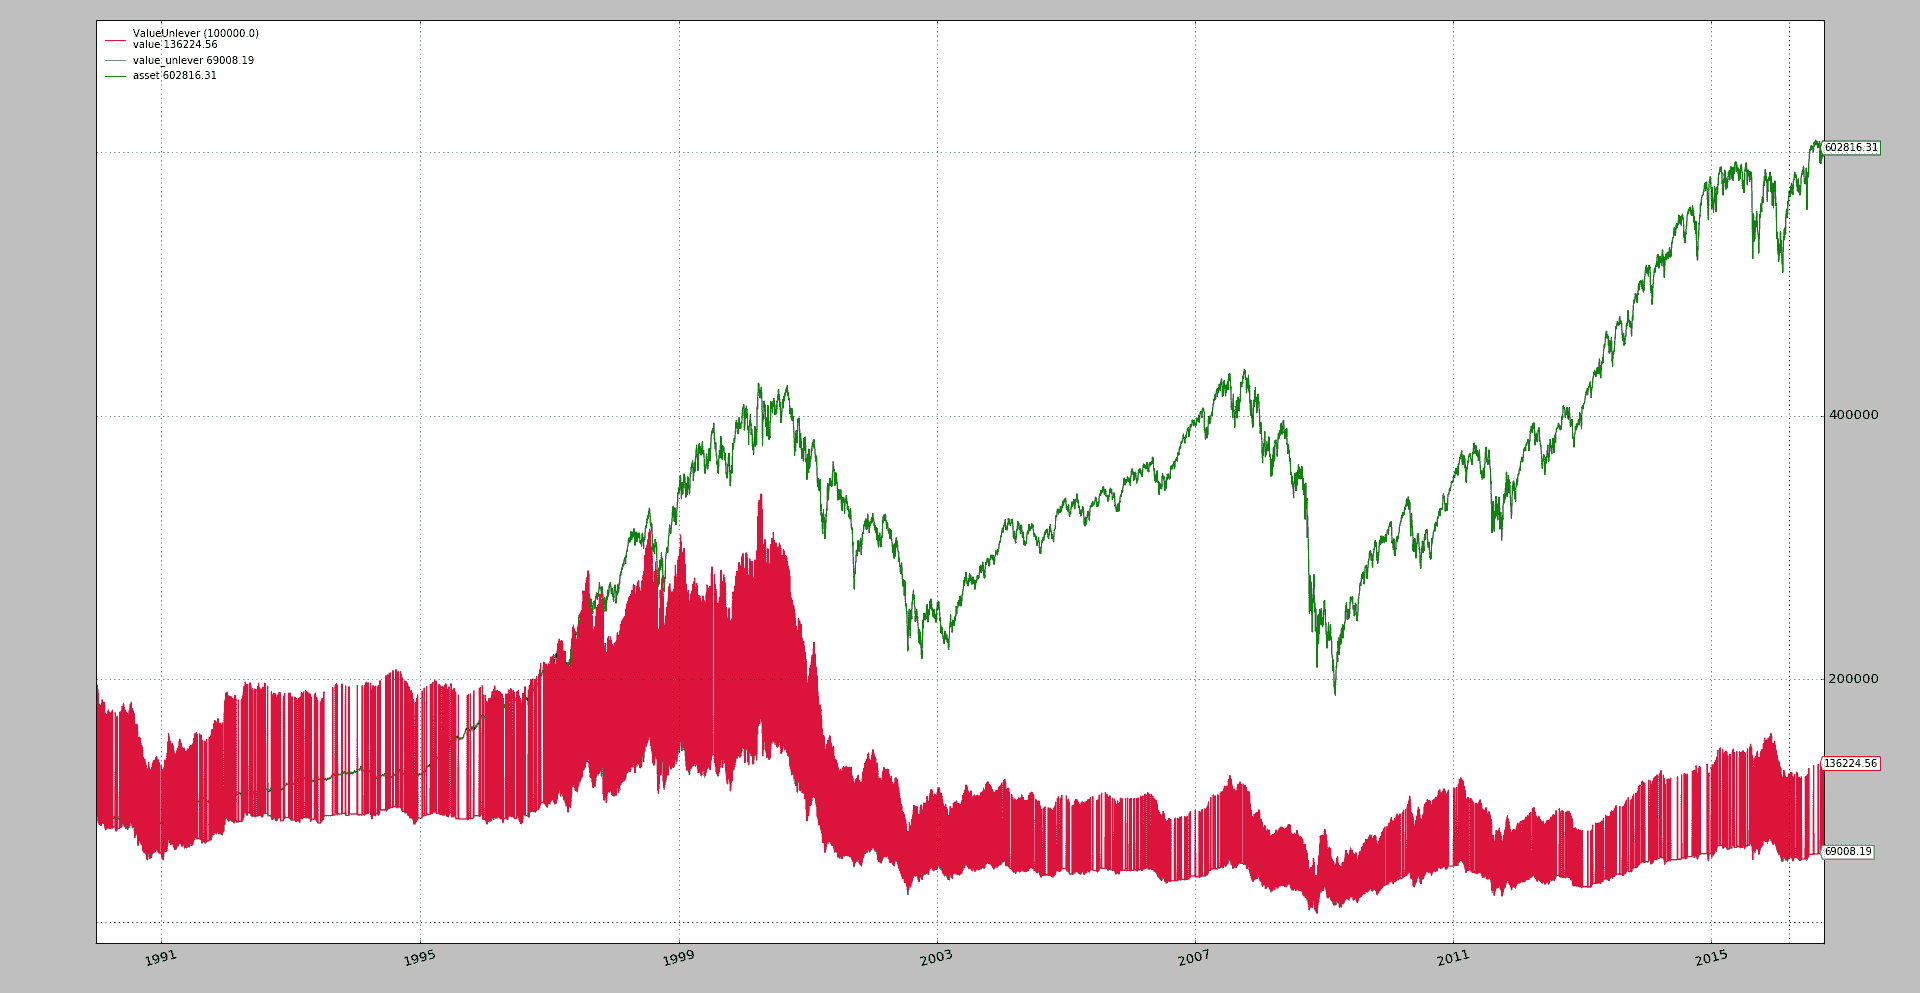 ValueUnlever (100000.0)
value 136224.56
value_unlever 69008.19
asset 602816.31
602816.31
400000
200000
136224.56
69008.19
1991 1995 1999 2003 2007 2011 2015